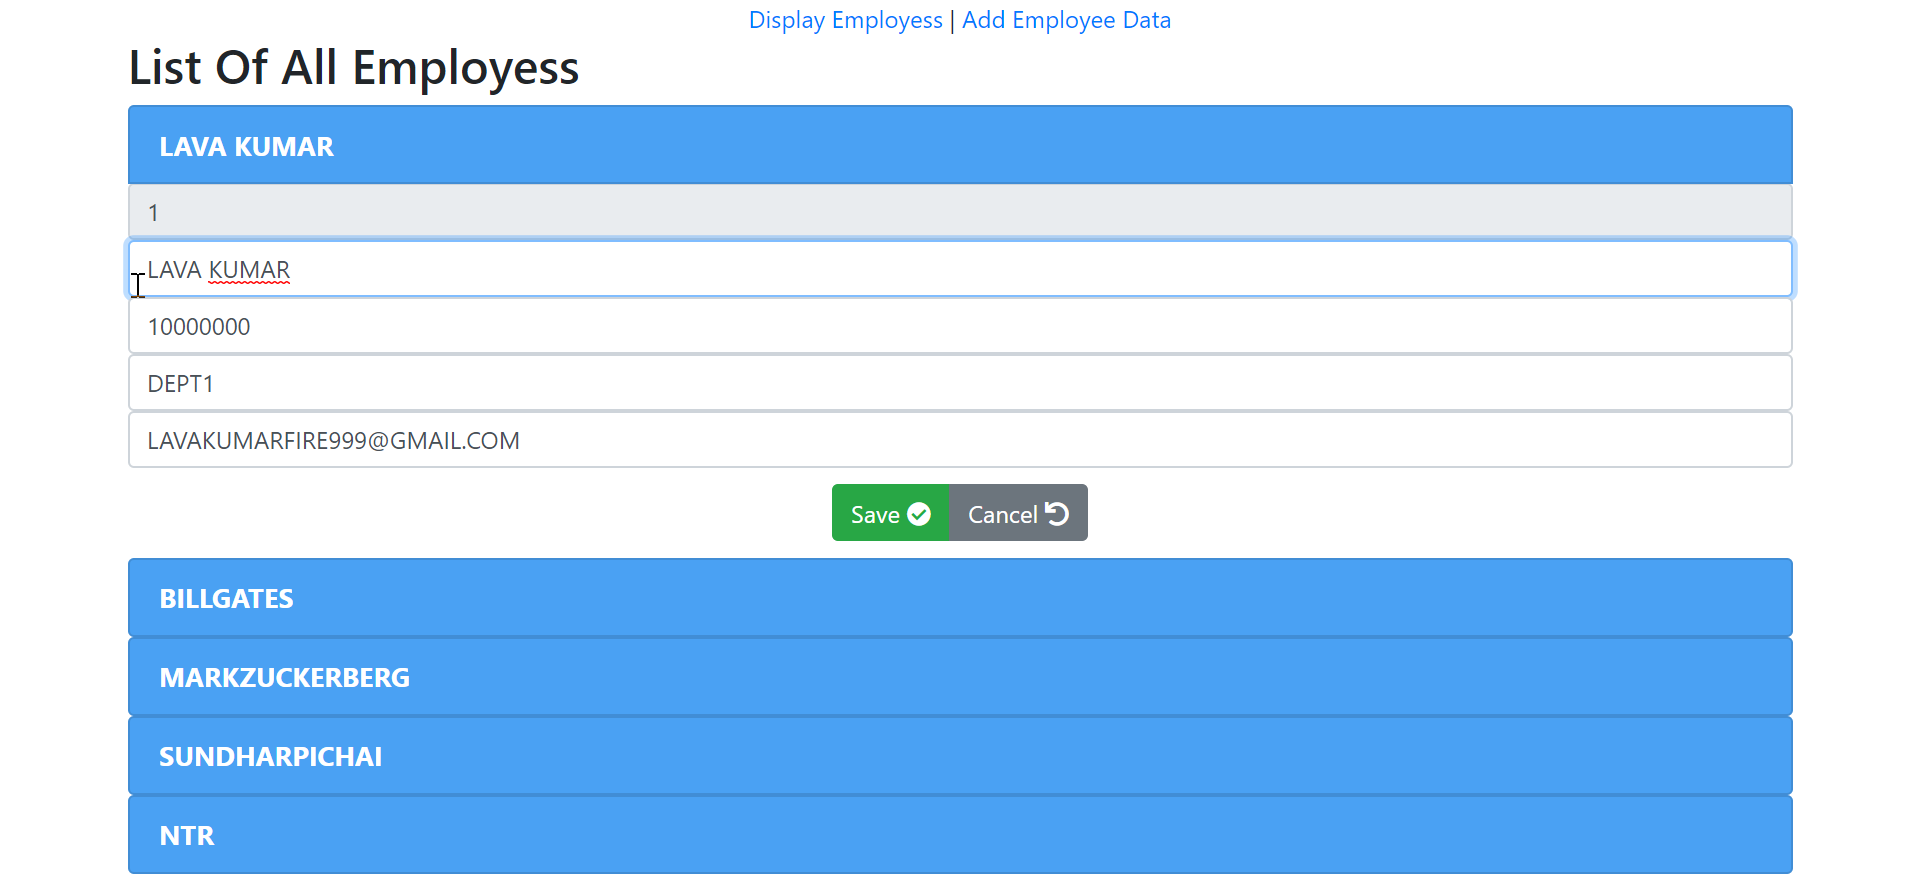 Display Employess | Add Employee Data
List Of All Employess
LAVA KUMAR
1
LAVA KUMAR
10000000
DEPT1
LAVAKUMARFIRE999@GMAIL.COM
Save Cancel
BILLGATES
MARKZUCKERBERG
SUNDHARPICHAI
NTR